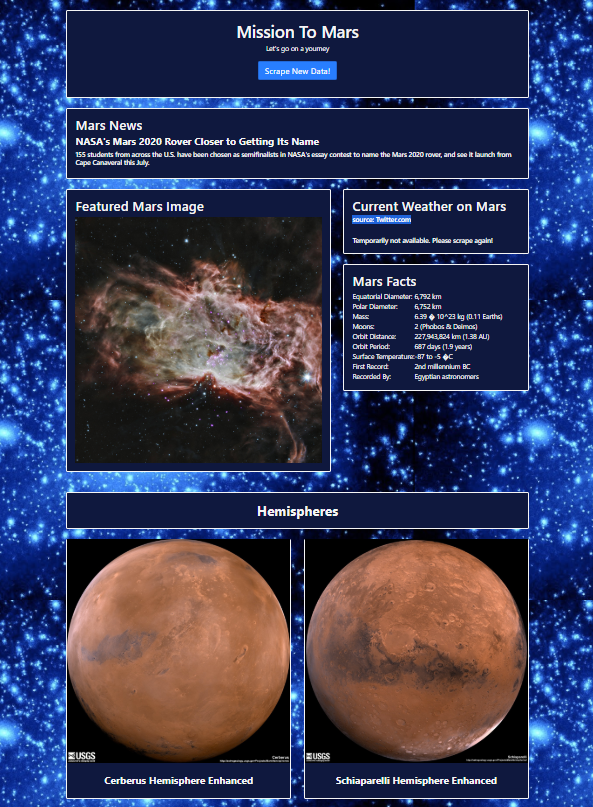 Mission To Mars
Let's go on a yourney
Scrape New Data!
Mars News
NASA's Mars 2020 Rover Closer to Getting Its Name
155 students from across the U.S. have been chosen as semifinalists in NASA's essay contest to name the Mars 2020 rover, and see it launch from
Cape Canaveral this July.
Featured Mars Image
Current Weather on Mars
source: Twitter.com
Temporarily not available. Please scrape again!
Mars Facts
Equatorial Diameter: 6,792 km
Polar Diameter: 6,752 km
Mass: 6.39 � 10^23 kg (0.11 Earths)
Moons: 2 (Phobos & Deimos)
Orbit Distance: 227,943,824 km (1.38 AU)
Orbit Period: 687 days (1.9 years)
Surface Temperature: -87 to -5 �C
First Record: 2nd millennium BC
Recorded By: Egyptian astronomers
Hemispheres
USGS
Cerberus
USGS
Schiaparelli
Cerberus Hemisphere Enhanced
Schiaparelli Hemisphere Enhanced